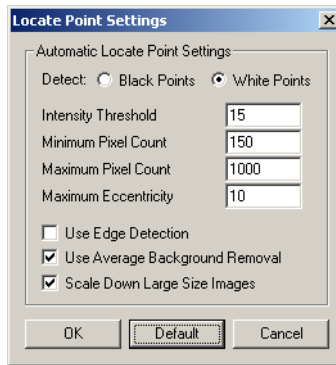 Locate Point Settings
Automatic Locate Point Settings
Detect: Black Points White Points
Intensity Threshold 15
Minimum Pixel Count 150
Maximum Pixel Count 1000
Maximum Eccentricity 10
Use Edge Detection
Use Average Background Removal
Scale Down Large Size Images
OK Default Cancel